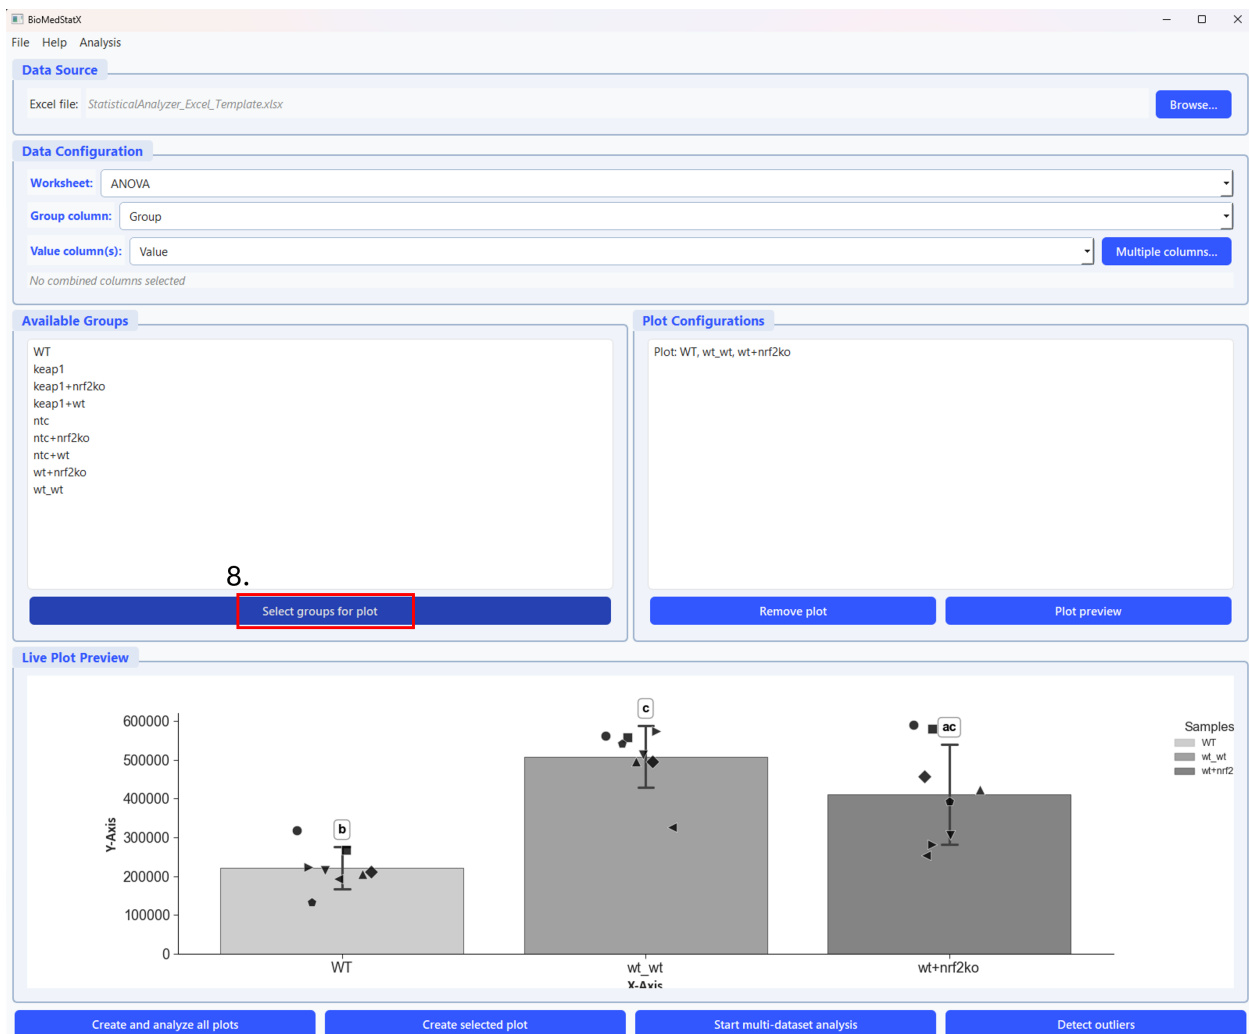 BioMedStatX
File Help Analysis
Data Source
Excel file: StatisticalAnalyzer_Excel_Template.xlsx Browse...
Data Configuration
Worksheet: ANOVA
Group column: Group
Value column(s): Value Multiple columns...
No combined columns selected
Available Groups
WT
keap1
keap1+nrf2ko
keap1+wt
ntc
ntc+nrf2ko
ntc+wt
wt+nrf2ko
wt_wt
8.
Select groups for plot
Plot Configurations
Plot: WT, wt_wt, wt+nrf2ko
Remove plot Plot preview
Live Plot Preview
600000
500000
400000
300000
200000
100000
0
Y-Axis
b
c
ac
WT wt_wt wt+nrf2ko
X-Axis
Samples
WT
wt_wt
wt+nrf2
Create and analyze all plots Create selected plot Start multi-dataset analysis Detect outliers